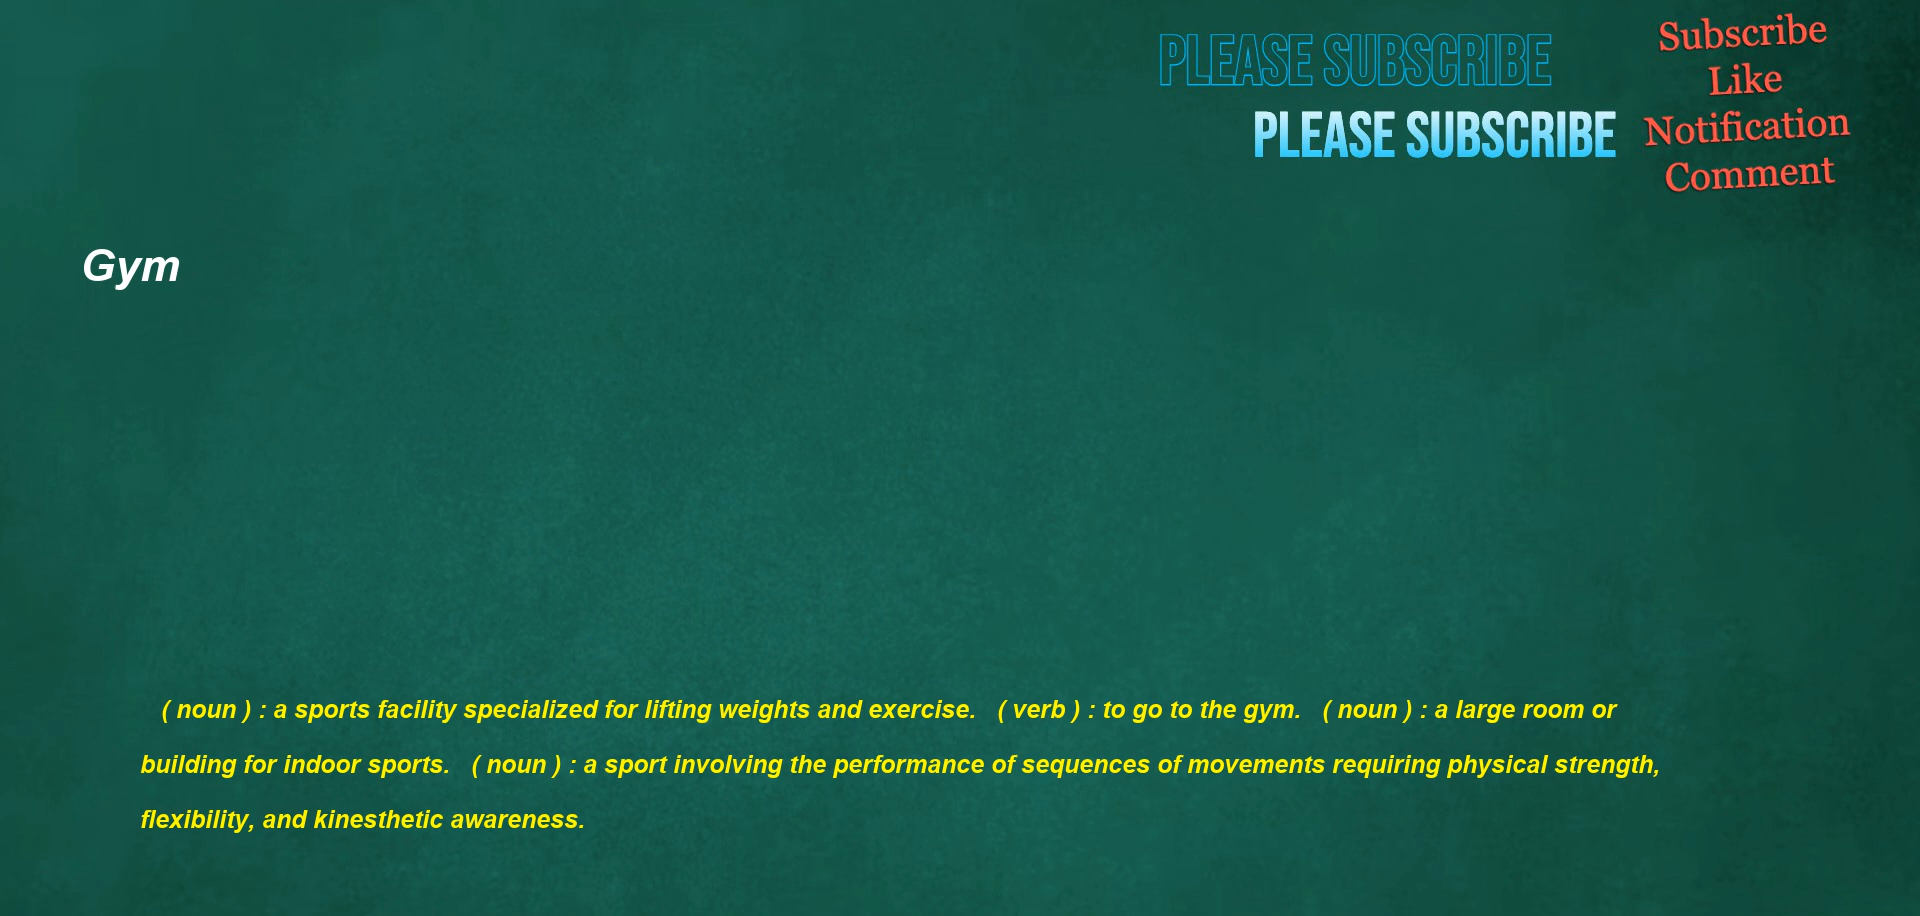 PLEASE SUBSCRIBE
PLEASE SUBSCRIBE
Subscribe
Like
Notification
Comment
Gym
( noun ) : a sports facility specialized for lifting weights and exercise. ( verb ) : to go to the gym. ( noun ) : a large room or
building for indoor sports. ( noun ) : a sport involving the performance of sequences of movements requiring physical strength,
flexibility, and kinesthetic awareness.